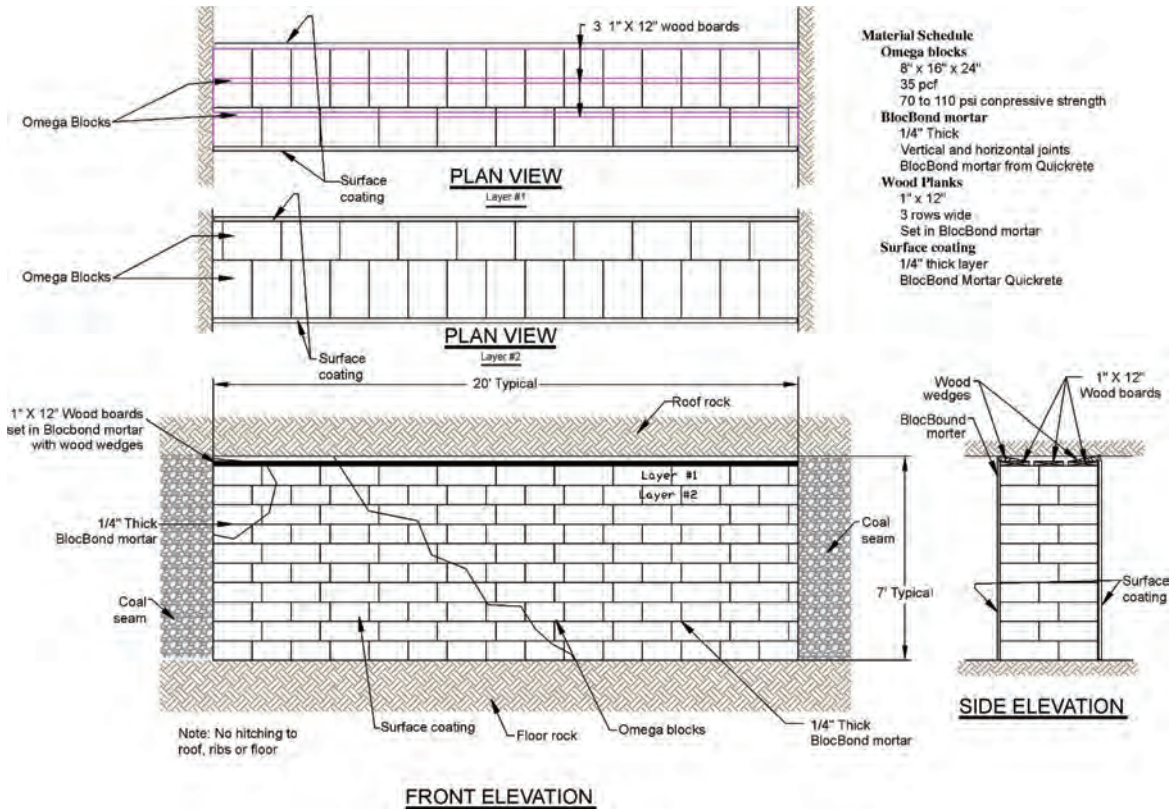 3 1" X 12" wood boards
Omega Blocks
Surface
coating
PLAN VIEW
Layer #1
Material Schedule
Omega blocks
8" x 16" x 24"
35 pcf
70 to 110 psi conpressive strength
BlocBond mortar
1/4" Thick
Vertical and horizontal joints
BlocBond mortar from Quickrete
Wood Planks
1" x 12"
3 rows wide
Set in BlocBond mortar
Surface coating
1/4" thick layer
BlocBond Mortar Quickrete
Omega Blocks
PLAN VIEW
Layer #2
Surface
coating
20' Typical
1" X 12" Wood boards
set in Blocbond mortar
with wood wedges
Roof rock
Layer #1
Layer #2
1/4" Thick
BlocBond mortar
Coal
seam
Coal
seam
7' Typical
Note: No hitching to
roof, ribs or floor
Surface coating
Floor rock
Omega blocks
1/4" Thick
BlocBond mortar
FRONT ELEVATION
Wood
wedges
1" X 12"
Wood boards
BlocBound
morter
Surface
coating
SIDE ELEVATION